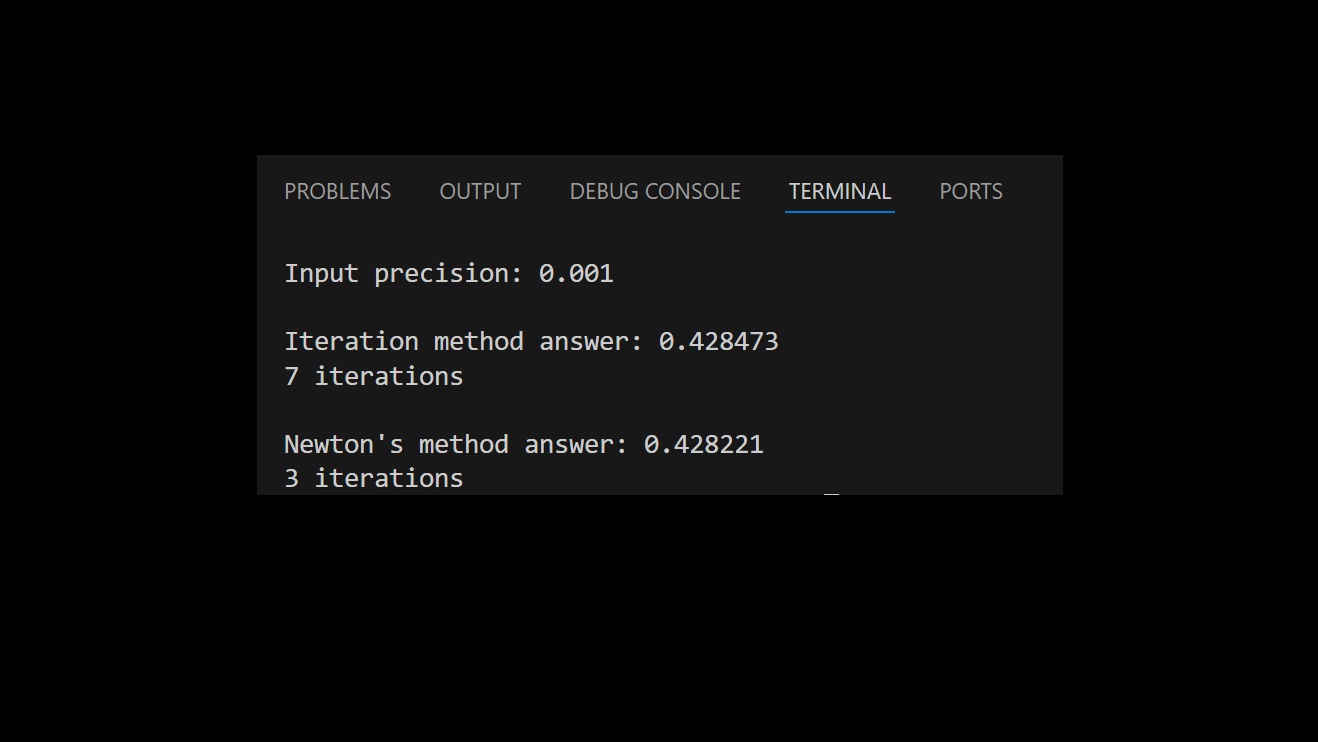 PROBLEMS OUTPUT DEBUG CONSOLE TERMINAL PORTS
Input precision: 0.001
Iteration method answer: 0.428473
7 iterations
Newton's method answer: 0.428221
3 iterations